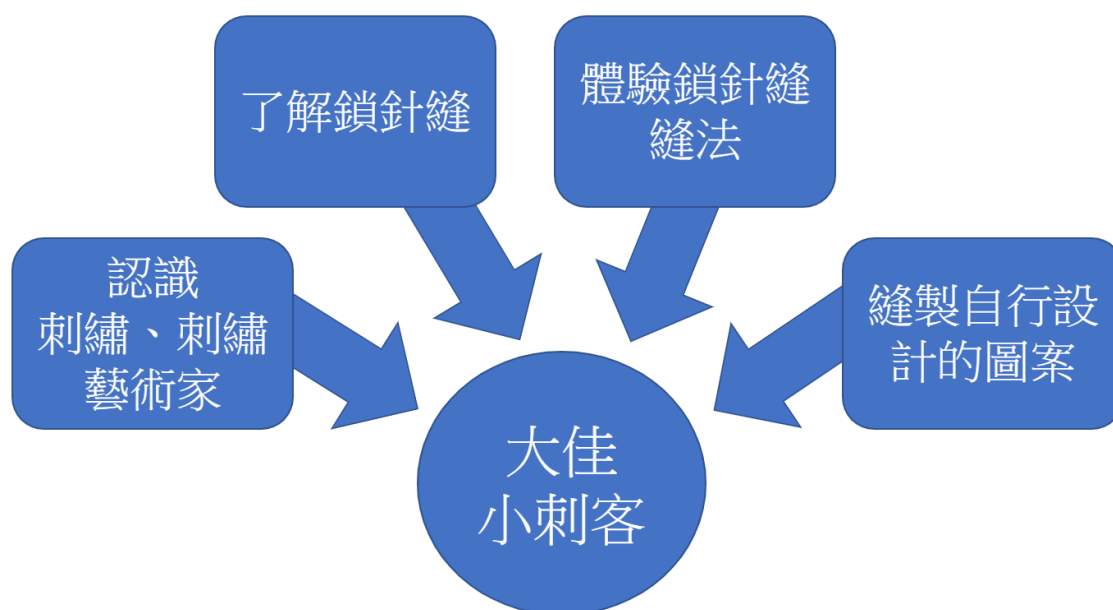 了解鎖針縫
體驗鎖針縫
縫法
認識
刺繡、刺繡
藝術家
縫製自行設
計的圖案
大佳
小刺客